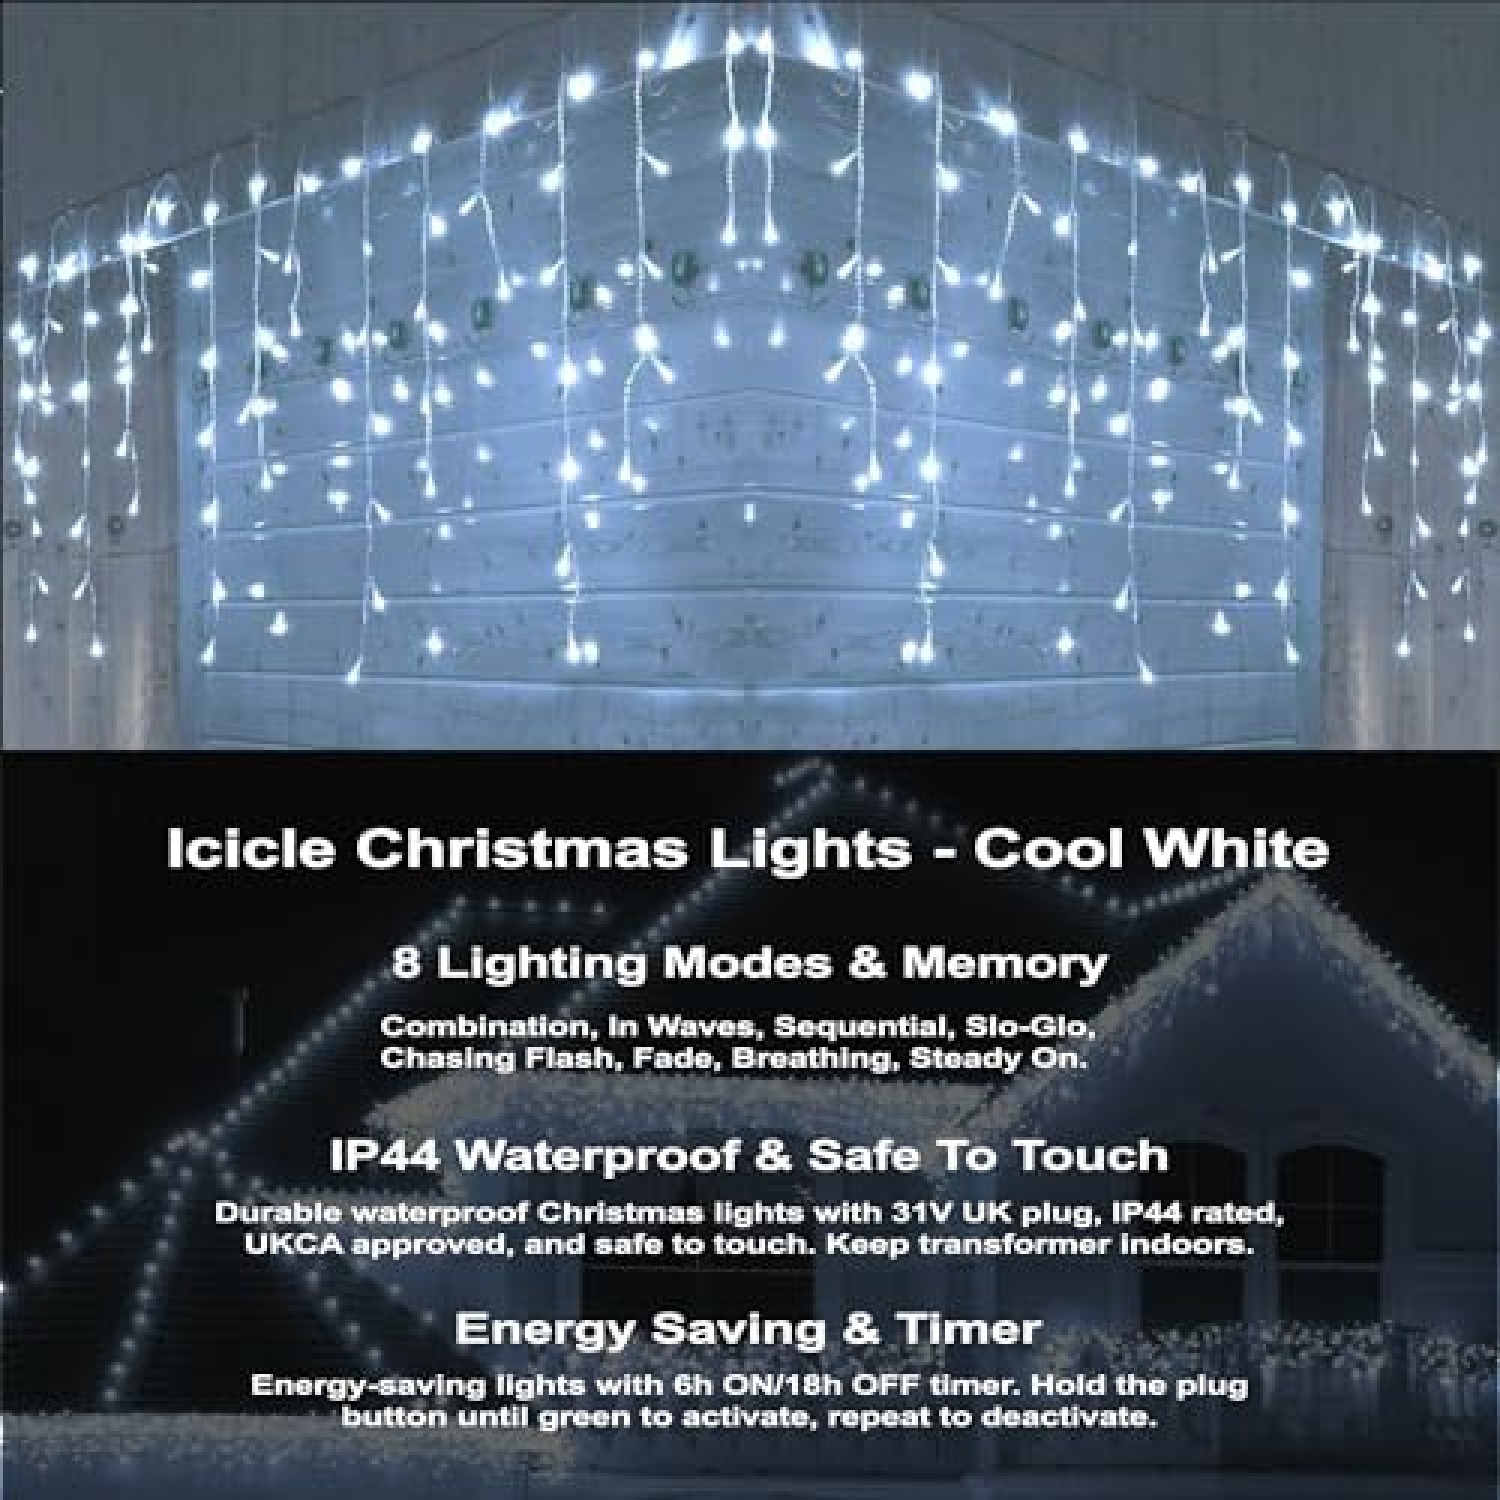 Icicle Christmas Lights - Cool White
8 Lighting Modes & Memory
Combination, In Waves, Sequential, Slo-Glo,
Chasing Flash, Fade, Breathing, Steady On.
IP44 Waterproof & Safe To Touch
Durable waterproof Christmas lights with 31V UK plug, IP44 rated,
UKCA approved, and safe to touch. Keep transformer indoors.
Energy Saving & Timer
Energy-saving lights with 6h ON/18h OFF timer. Hold the plug
button until green to activate, repeat to deactivate.